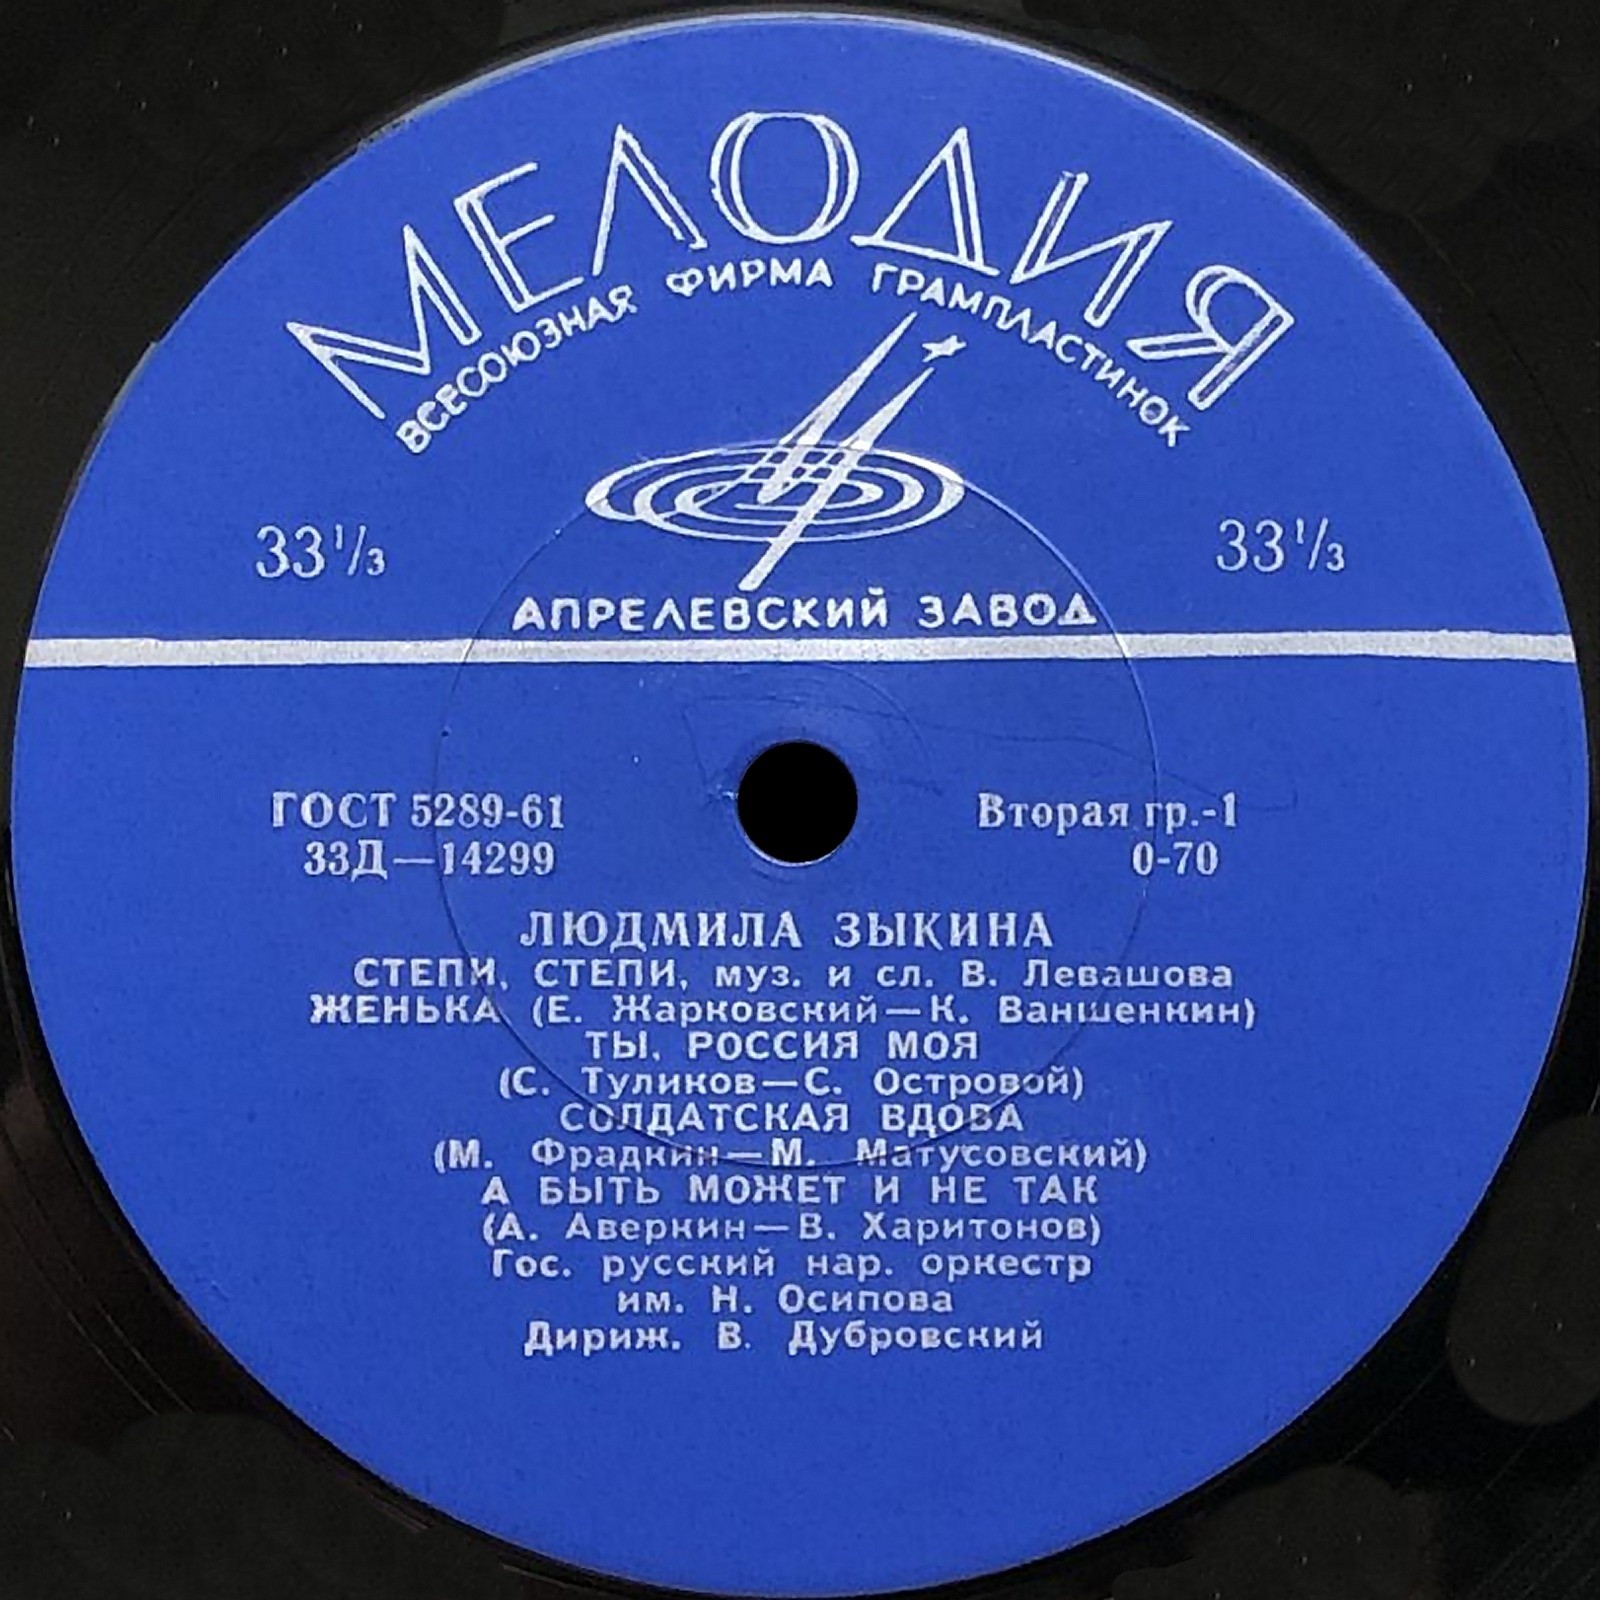 МЕЛОДИЯ
ВСЕСОЮЗНАЯ ФИРМА ГРАМПЛАСТИНОК
33⅓ 33⅓
АПРЕЛЕВСКИЙ ЗАВОД
ГОСТ 5289-61 Вторая гр.-1
33Д—14299 0-70
ЛЮДМИЛА ЗЫКИНА
СТЕПИ, СТЕПИ, муз. и сл. В. Левашова
ЖЕНЬКА (Е. Жарковский—К. Ваншенкин)
ТЫ, РОССИЯ МОЯ
(С. Туликов—С. Островой)
СОЛДАТСКАЯ ВДОВА
(М. Фрадкин—М. Матусовский)
А БЫТЬ МОЖЕТ И НЕ ТАК
(А. Аверкин—В. Харитонов)
Гос. русский нар. оркестр
им. Н. Осипова
Дириж. В. Дубровский